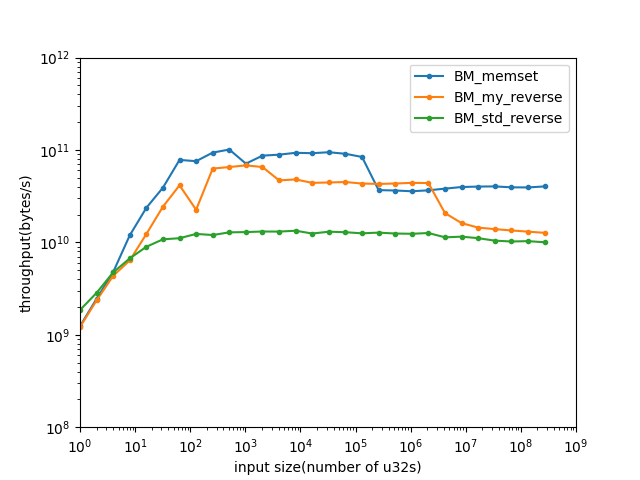 10^12
10^11
10^10
10^9
10^8
throughput(bytes/s)
BM_memset
BM_my_reverse
BM_std_reverse
10^0 10^1 10^2 10^3 10^4 10^5 10^6 10^7 10^8 10^9
input size(number of u32s)